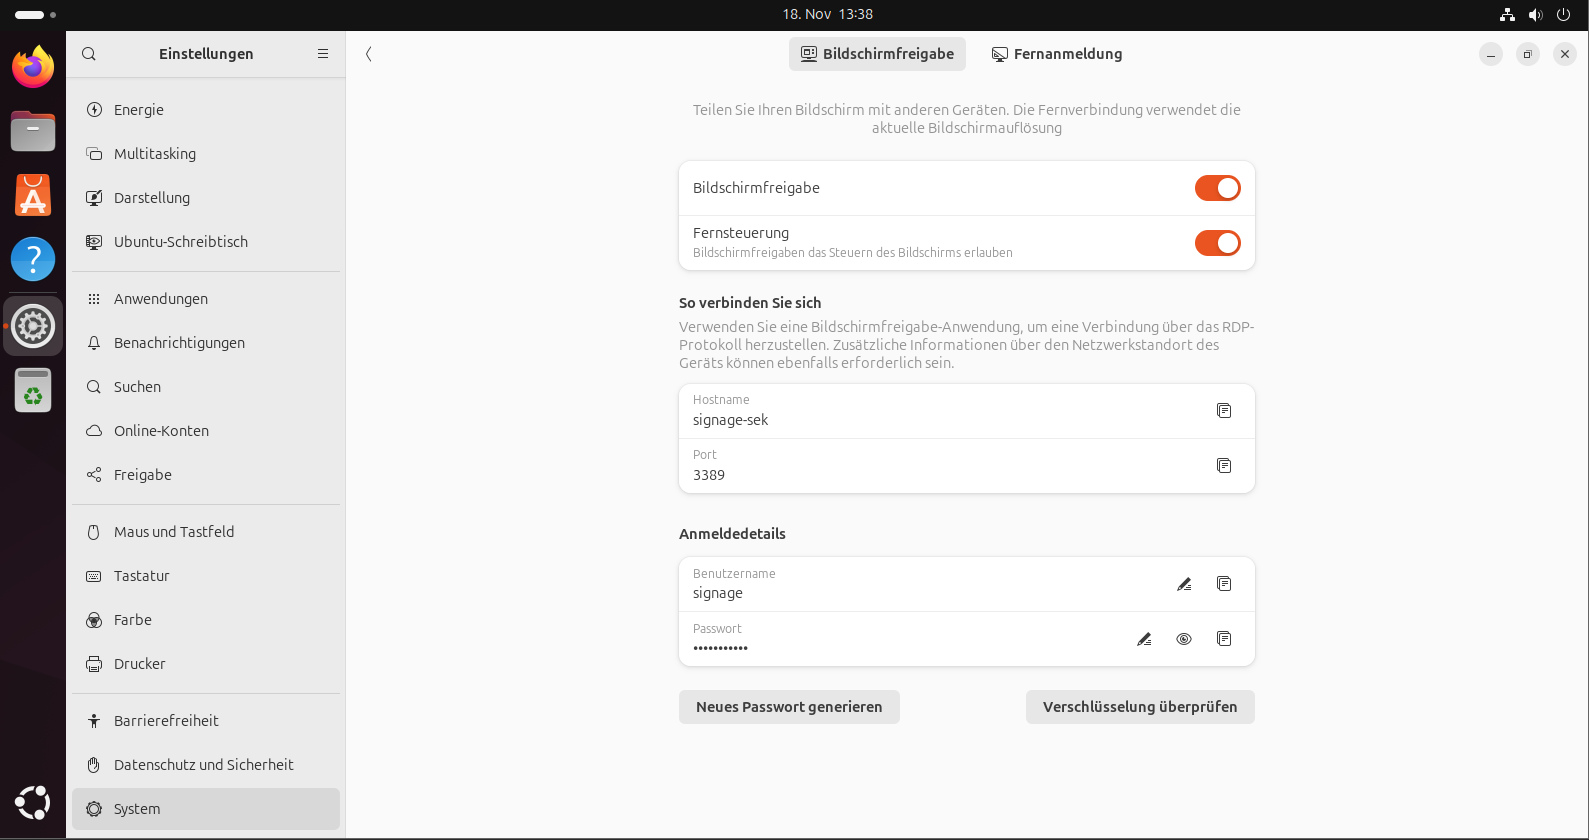 18. Nov 13:38
Einstellungen
Bildschirmfreigabe
Fernanmeldung
Energie
Multitasking
Darstellung
Ubuntu-Schreibtisch
Anwendungen
Benachrichtigungen
Suchen
Online-Konten
Freigabe
Maus und Tastfeld
Tastatur
Farbe
Drucker
Barrierefreiheit
Datenschutz und Sicherheit
System
Teilen Sie Ihren Bildschirm mit anderen Geräten. Die Fernverbindung verwendet die
aktuelle Bildschirmauflösung
Bildschirmfreigabe
Fernsteuerung
Bildschirmfreigaben das Steuern des Bildschirms erlauben
So verbinden Sie sich
Verwenden Sie eine Bildschirmfreigabe-Anwendung, um eine Verbindung über das RDP-
Protokoll herzustellen. Zusätzliche Informationen über den Netzwerkstandort des
Geräts können ebenfalls erforderlich sein.
Hostname
signage-sek
Port
3389
Anmeldedetails
Benutzername
signage
Passwort
•••••••••••
Neues Passwort generieren
Verschlüsselung überprüfen